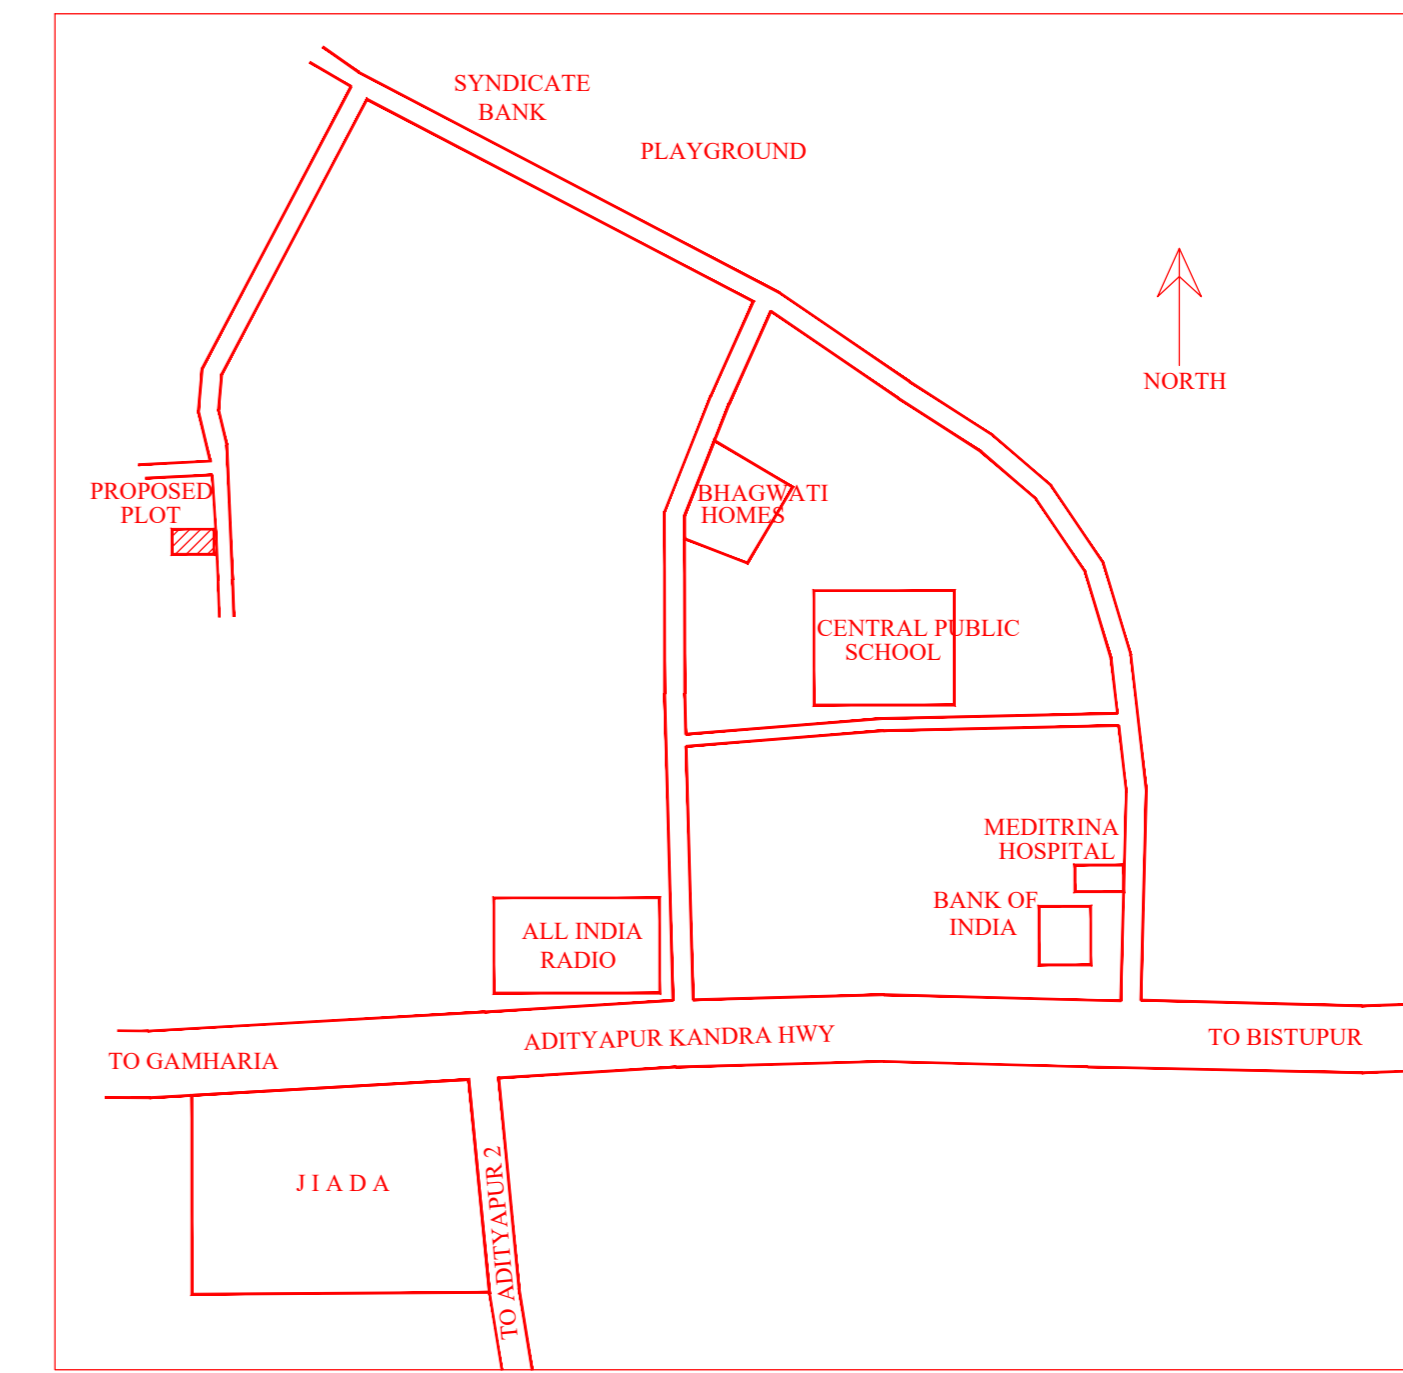 SYNDICATE
BANK
PLAYGROUND
NORTH
PROPOSED
PLOT
BHAGWATI
HOMES
CENTRAL PUBLIC
SCHOOL
MEDITRINA
HOSPITAL
BANK OF
INDIA
ALL INDIA
RADIO
ADITYAPUR KANDRA HWY
TO BISTUPUR
TO GAMHARIA
J I A D A
TO ADITYAPUR 2